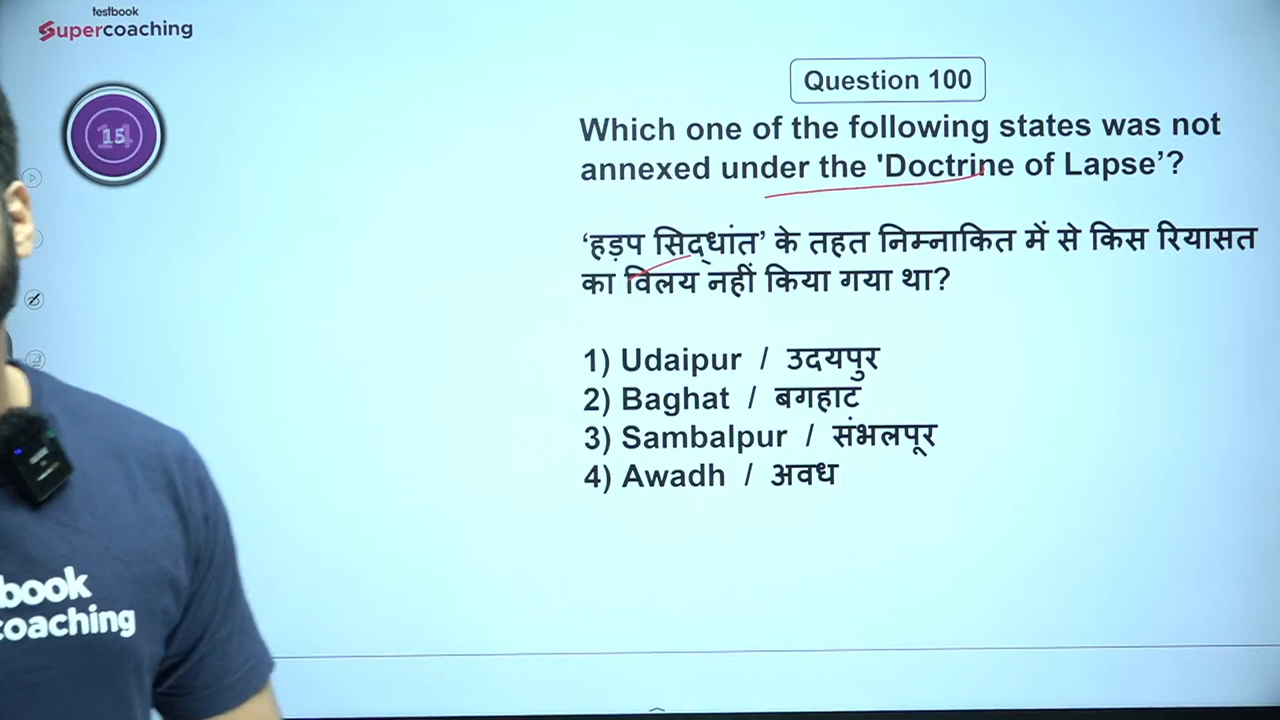 testbook
Supercoaching
15
Question 100
Which one of the following states was not
annexed under the 'Doctrine of Lapse’?
‘हड़प सिद्धांत’ के तहत निम्नाकित में से किस रियासत
का विलय नहीं किया गया था?
1) Udaipur / उदयपुर
2) Baghat / बगहाट
3) Sambalpur / संभलपूर
4) Awadh / अवध
book
coaching